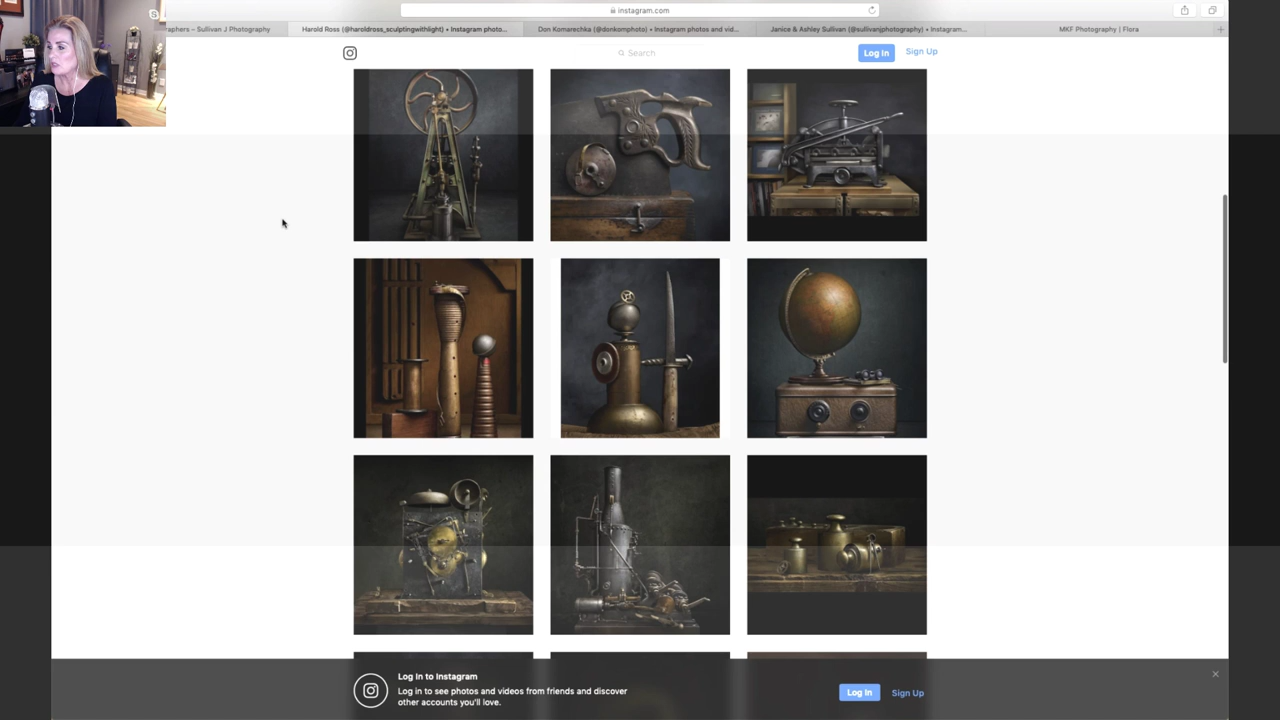 instagram.com
raphers – Sullivan J Photography
Harold Ross (@haroldross_sculptingwithlight) • Instagram photo...
Don Komarechka (@donkomphoto) • Instagram photos and vid...
Janice & Ashley Sullivan (@sullivanjphotography) • Instagram...
MKF Photography | Flora
Search
Log In
Sign Up
Log In to Instagram
Log in to see photos and videos from friends and discover
other accounts you'll love.
Log In
Sign Up